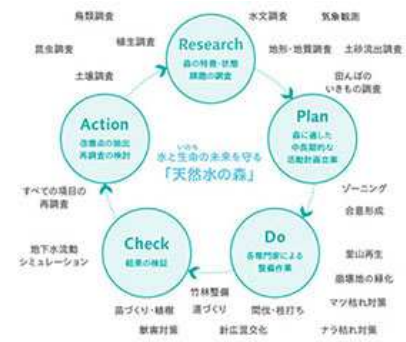 鳥類調査
水文調査
気象観測
昆虫調査
植生調査
Research
森の特徴・状態
課題の調査
地形・地質調査
土砂流出調査
土壌調査
田んぼの
いきもの調査
Action
改善点の抽出
再調査の検討
Plan
森に適した
中長期的な
活動計画立案
いのち
水と生命の未来を守る
「天然水の森」
すべての項目の
再調査
ゾーニング
合意形成
Check
結果の検証
Do
各専門家による
整備作業
地下水流動
シミュレーション
里山再生
崩壊地の緑化
竹林整備
苗づくり・植樹
道づくり
間伐・枝打ち
マツ枯れ対策
獣害対策
針広混交化
ナラ枯れ対策